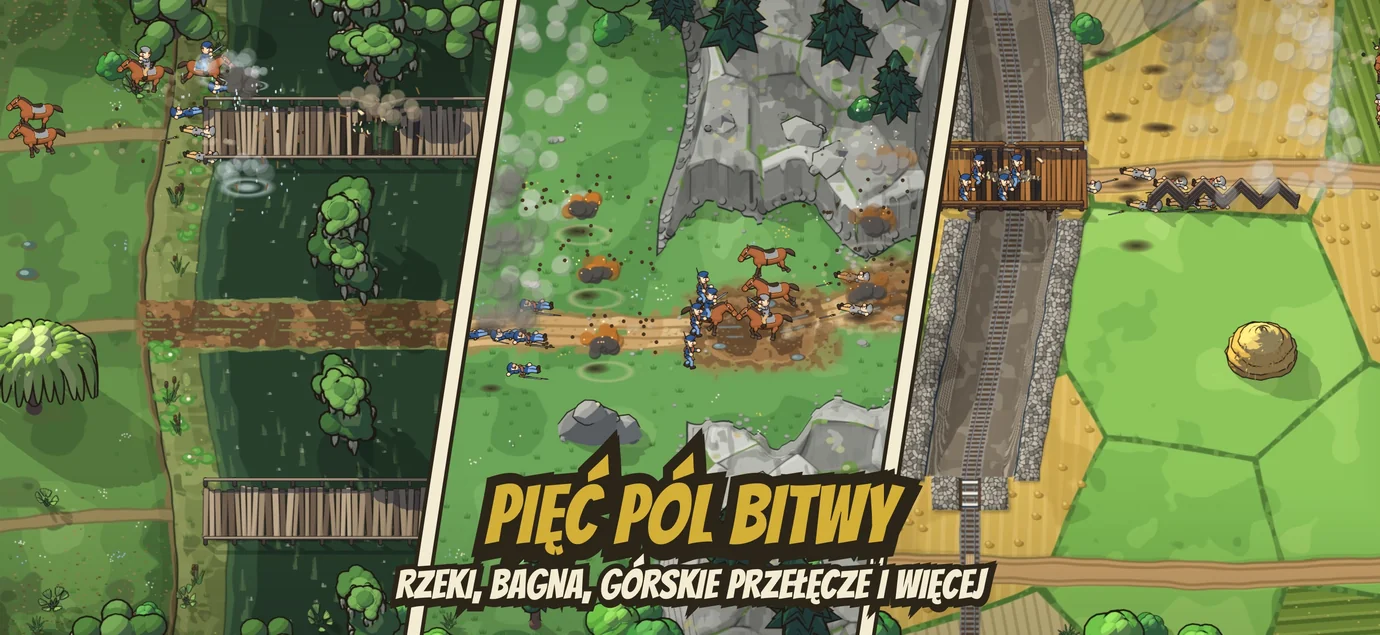 PIĘĆ PÓL BITWY
RZEKI, BAGNA, GÓRSKIE PRZEŁĘCZE I WIĘCEJ